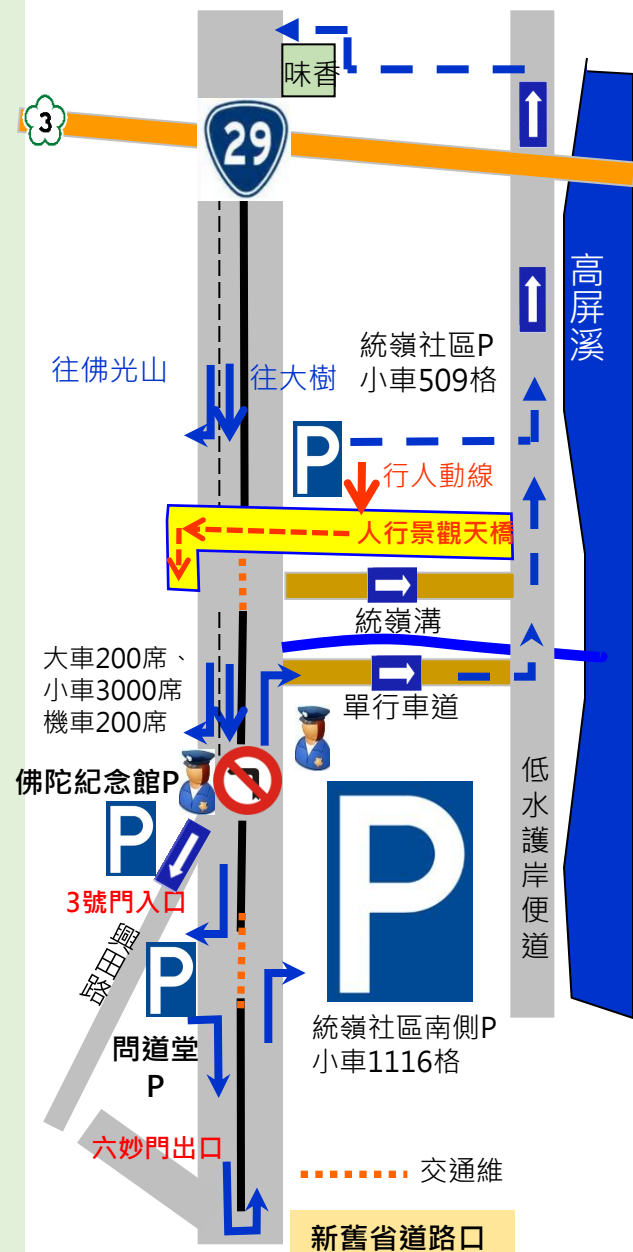 味香
3
29
高屏溪
統嶺社區P
小車509格
往佛光山
往大樹
P
行人動線
人行景觀天橋
統嶺溝
大車200席、
小車3000席
機車200席
單行車道
佛陀紀念館P
P
低水護岸便道
P
3號門入口
興田路
P
統嶺社區南側P
小車1116格
問道堂
P
六妙門出口
交通維
新舊省道路口